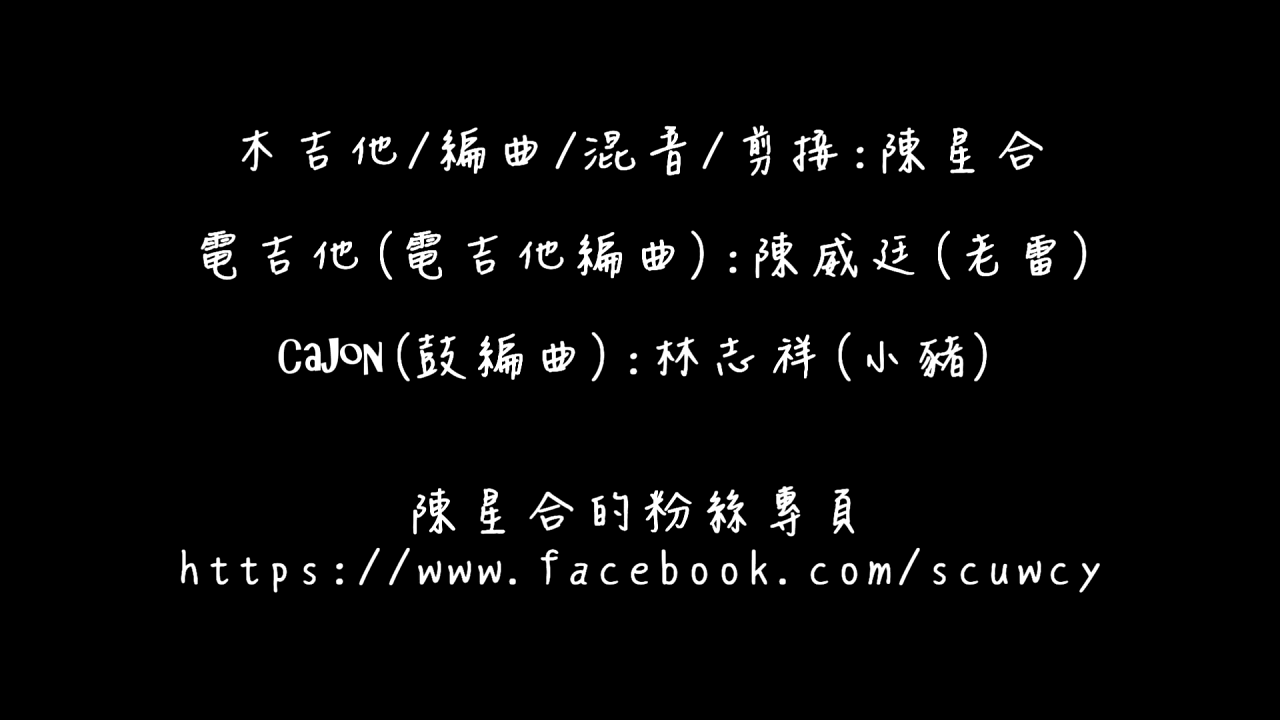 木吉他/編曲/混音/剪接:陳星合
電吉他(電吉他編曲):陳威廷(老雷)
CaJON(鼓編曲):林志祥(小豬)
陳星合的粉絲專頁
https://www.facebook.com/scuwcy